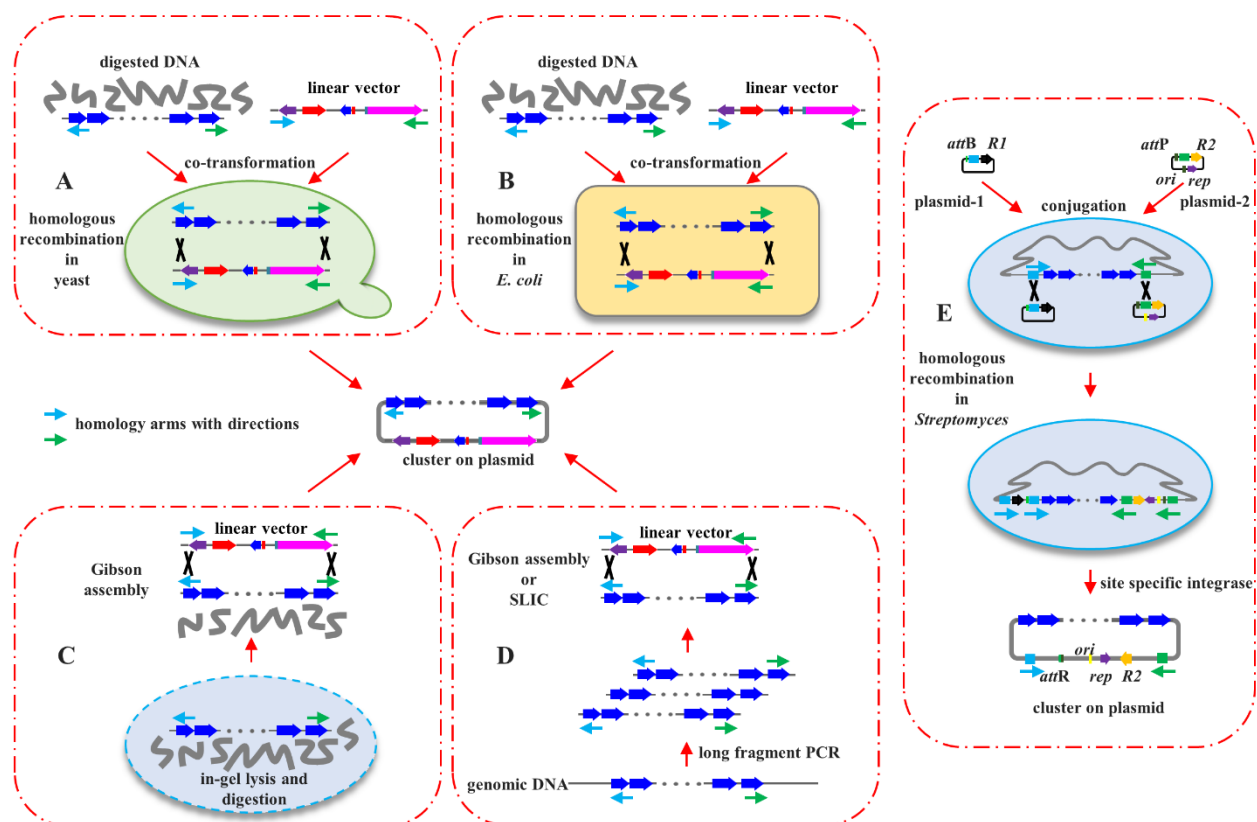 digested DNA
linear vector
co-transformation
A
homologous
recombination
in
yeast
digested DNA
linear vector
co-transformation
B
homologous
recombination
in
E. coli
homology arms with directions
cluster on plasmid
linear vector
Gibson
assembly
C
in-gel lysis and
digestion
linear vector
Gibson assembly
or
SLIC
D
long fragment PCR
genomic DNA
attB R1
attP R2
ori rep
plasmid-1
plasmid-2
conjugation
E
homologous
recombination
in
Streptomyces
site specific integrase
ori
attR rep R2
cluster on plasmid